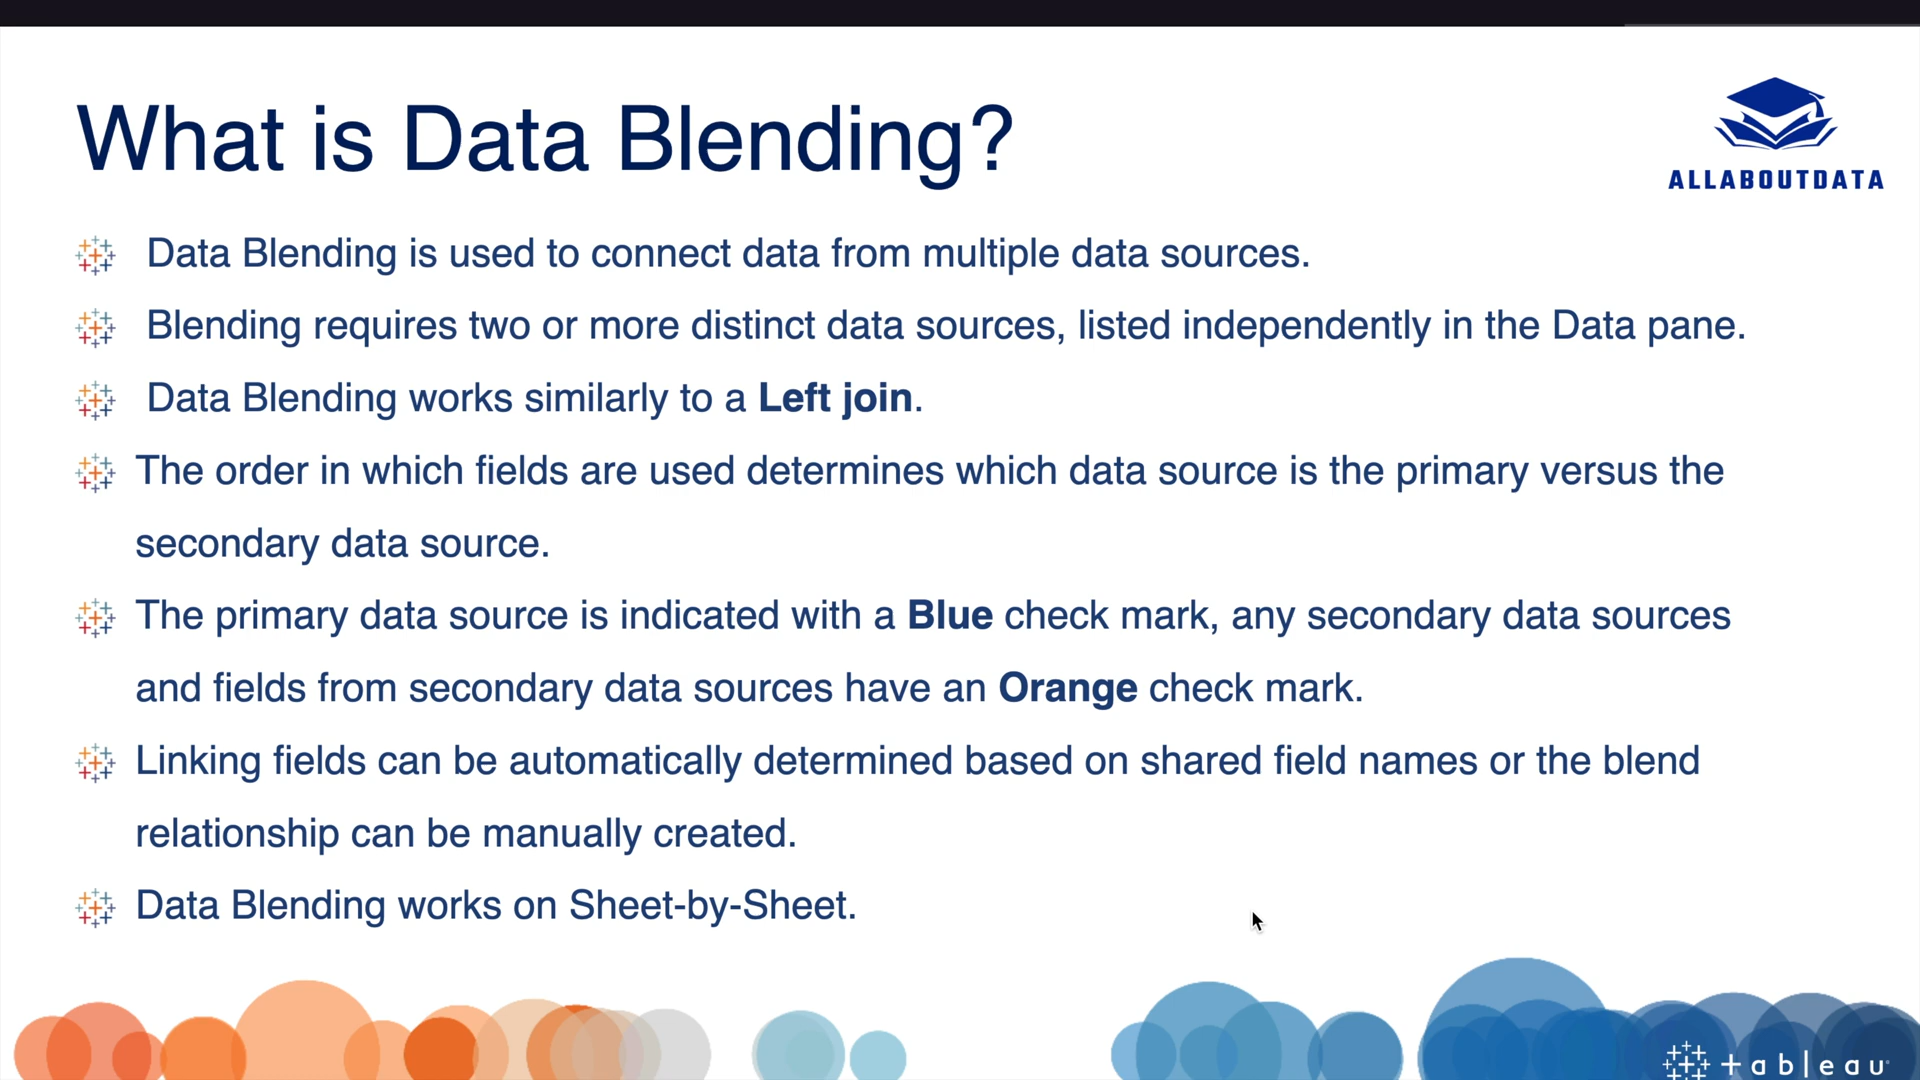 What is Data Blending?
ALLABOUTDATA
Data Blending is used to connect data from multiple data sources.
Blending requires two or more distinct data sources, listed independently in the Data pane.
Data Blending works similarly to a Left join.
The order in which fields are used determines which data source is the primary versus the
secondary data source.
The primary data source is indicated with a Blue check mark, any secondary data sources
and fields from secondary data sources have an Orange check mark.
Linking fields can be automatically determined based on shared field names or the blend
relationship can be manually created.
Data Blending works on Sheet-by-Sheet.
+ableau